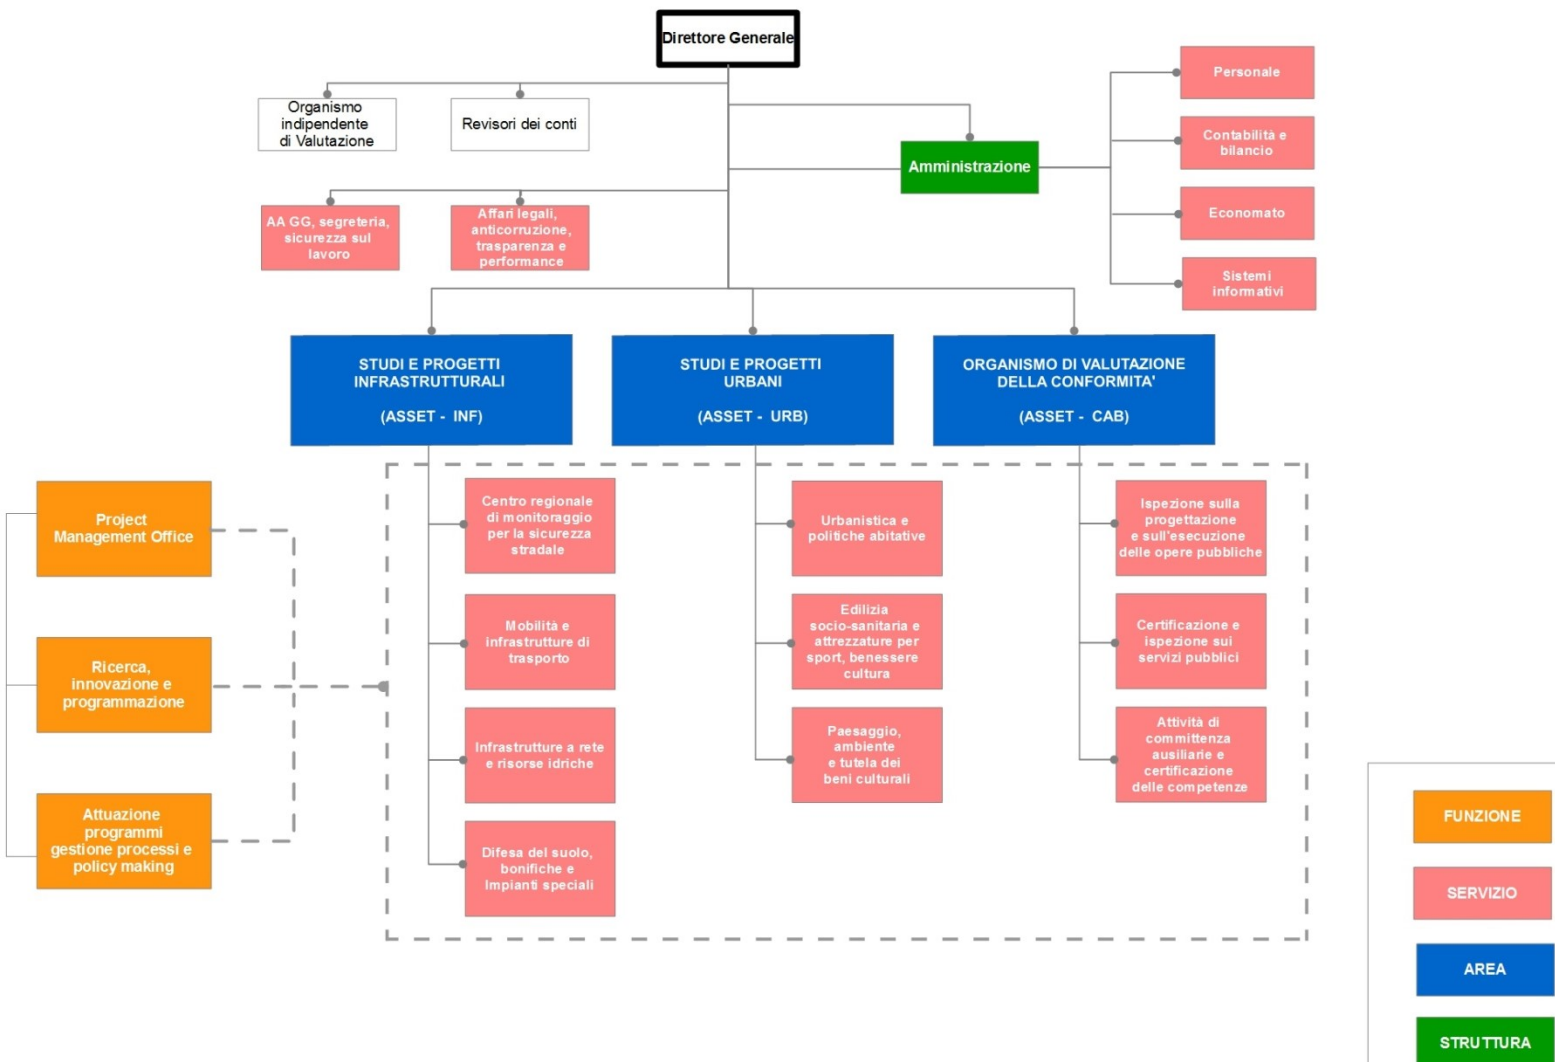 Direttore Generale
Organismo
indipendente
di Valutazione
Revisori dei conti
Amministrazione
Personale
Contabilità e
bilancio
Economato
Sistemi
informativi
AA GG, segreteria,
sicurezza sul
lavoro
Affari legali,
anticorruzione,
trasparenza e
performance
STUDI E PROGETTI
INFRASTRUTTURALI
(ASSET - INF)
STUDI E PROGETTI
URBANI
(ASSET - URB)
ORGANISMO DI VALUTAZIONE
DELLA CONFORMITA'
(ASSET - CAB)
Project
Management Office
Ricerca,
innovazione e
programmazione
Attuazione
programmi
gestione processi e
policy making
Centro regionale
di monitoraggio
per la sicurezza
stradale
Mobilità e
infrastrutture di
trasporto
Infrastrutture a rete
e risorse idriche
Difesa del suolo,
bonifiche e
Impianti speciali
Urbanistica e
politiche abitative
Edilizia
socio-sanitaria e
attrezzature per
sport, benessere
cultura
Paesaggio,
ambiente
e tutela dei
beni culturali
Ispezione sulla
progettazione
e sull'esecuzione
delle opere pubbliche
Certificazione e
ispezione sui
servizi pubblici
Attività di
committenza
ausiliarie e
certificazione
delle competenze
FUNZIONE
SERVIZIO
AREA
STRUTTURA